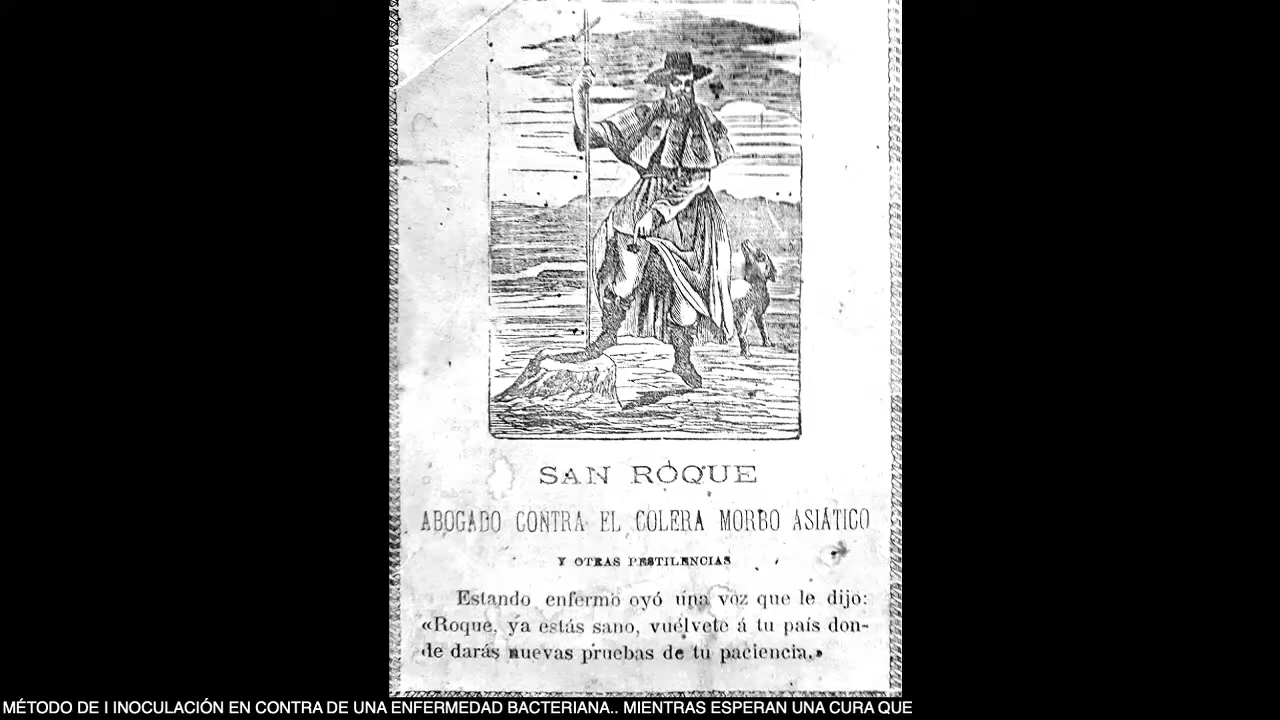 SAN ROQUE
ABOGADO CONTRA EL COLERA MORBO ASIÁTICO
Y OTRAS PESTILENCIAS
Estando enfermo oyó una voz que le dijo:
«Roque, ya estás sano, vuélvete á tu país don-
de darás nuevas pruebas de tu paciencia.»
MÉTODO DE I INOCULACIÓN EN CONTRA DE UNA ENFERMEDAD BACTERIANA.. MIENTRAS ESPERAN UNA CURA QUE